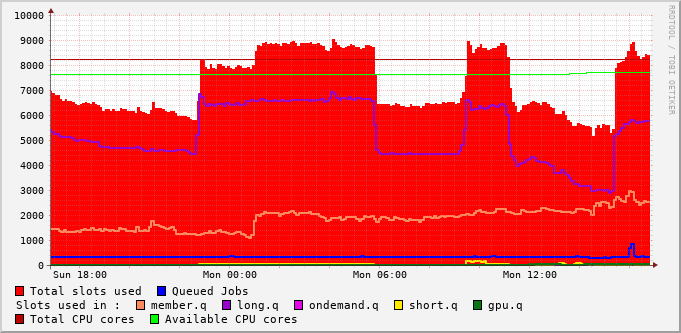 10000
9000
8000
7000
6000
5000
4000
3000
2000
1000
0
Sun 18:00 Mon 00:00 Mon 06:00 Mon 12:00
RRDTOOL / TOBI OETIKER
Total slots used Queued Jobs
Slots used in : member.q long.q ondemand.q short.q gpu.q
Total CPU cores Available CPU cores